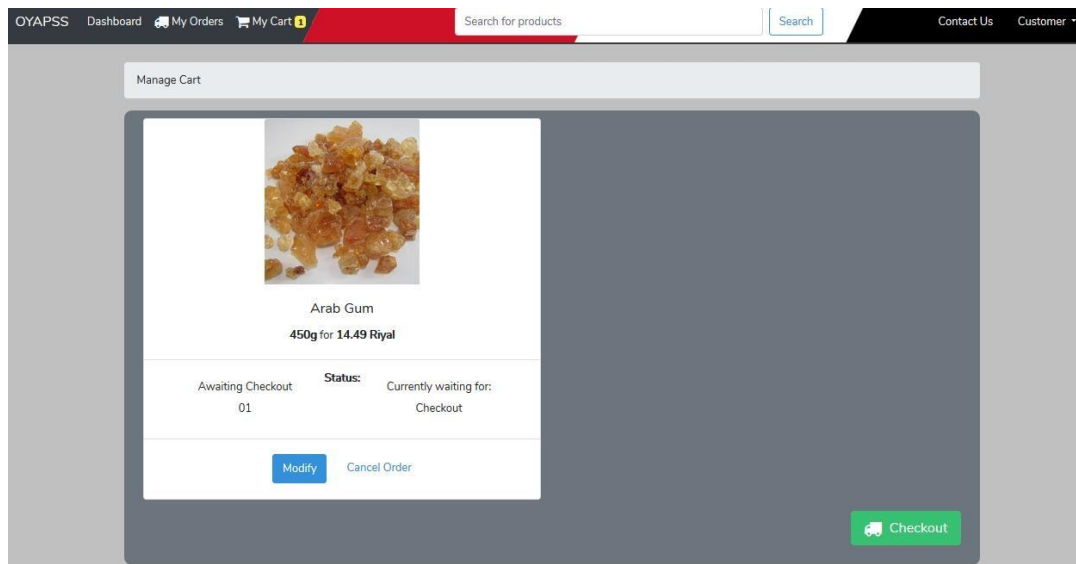 OYAPSS Dashboard My Orders My Cart 1 Search for products Search Contact Us Customer
Manage Cart
Arab Gum
450g for 14.49 Riyal
Status:
Awaiting Checkout
01
Currently waiting for:
Checkout
Modify Cancel Order
Checkout